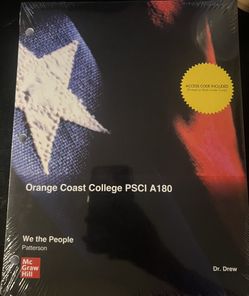 ACCESS CODE INCLUDED
Orange Coast College PSCI A180
We the People
Patterson
Mc
Graw
Hill
Dr. Drew